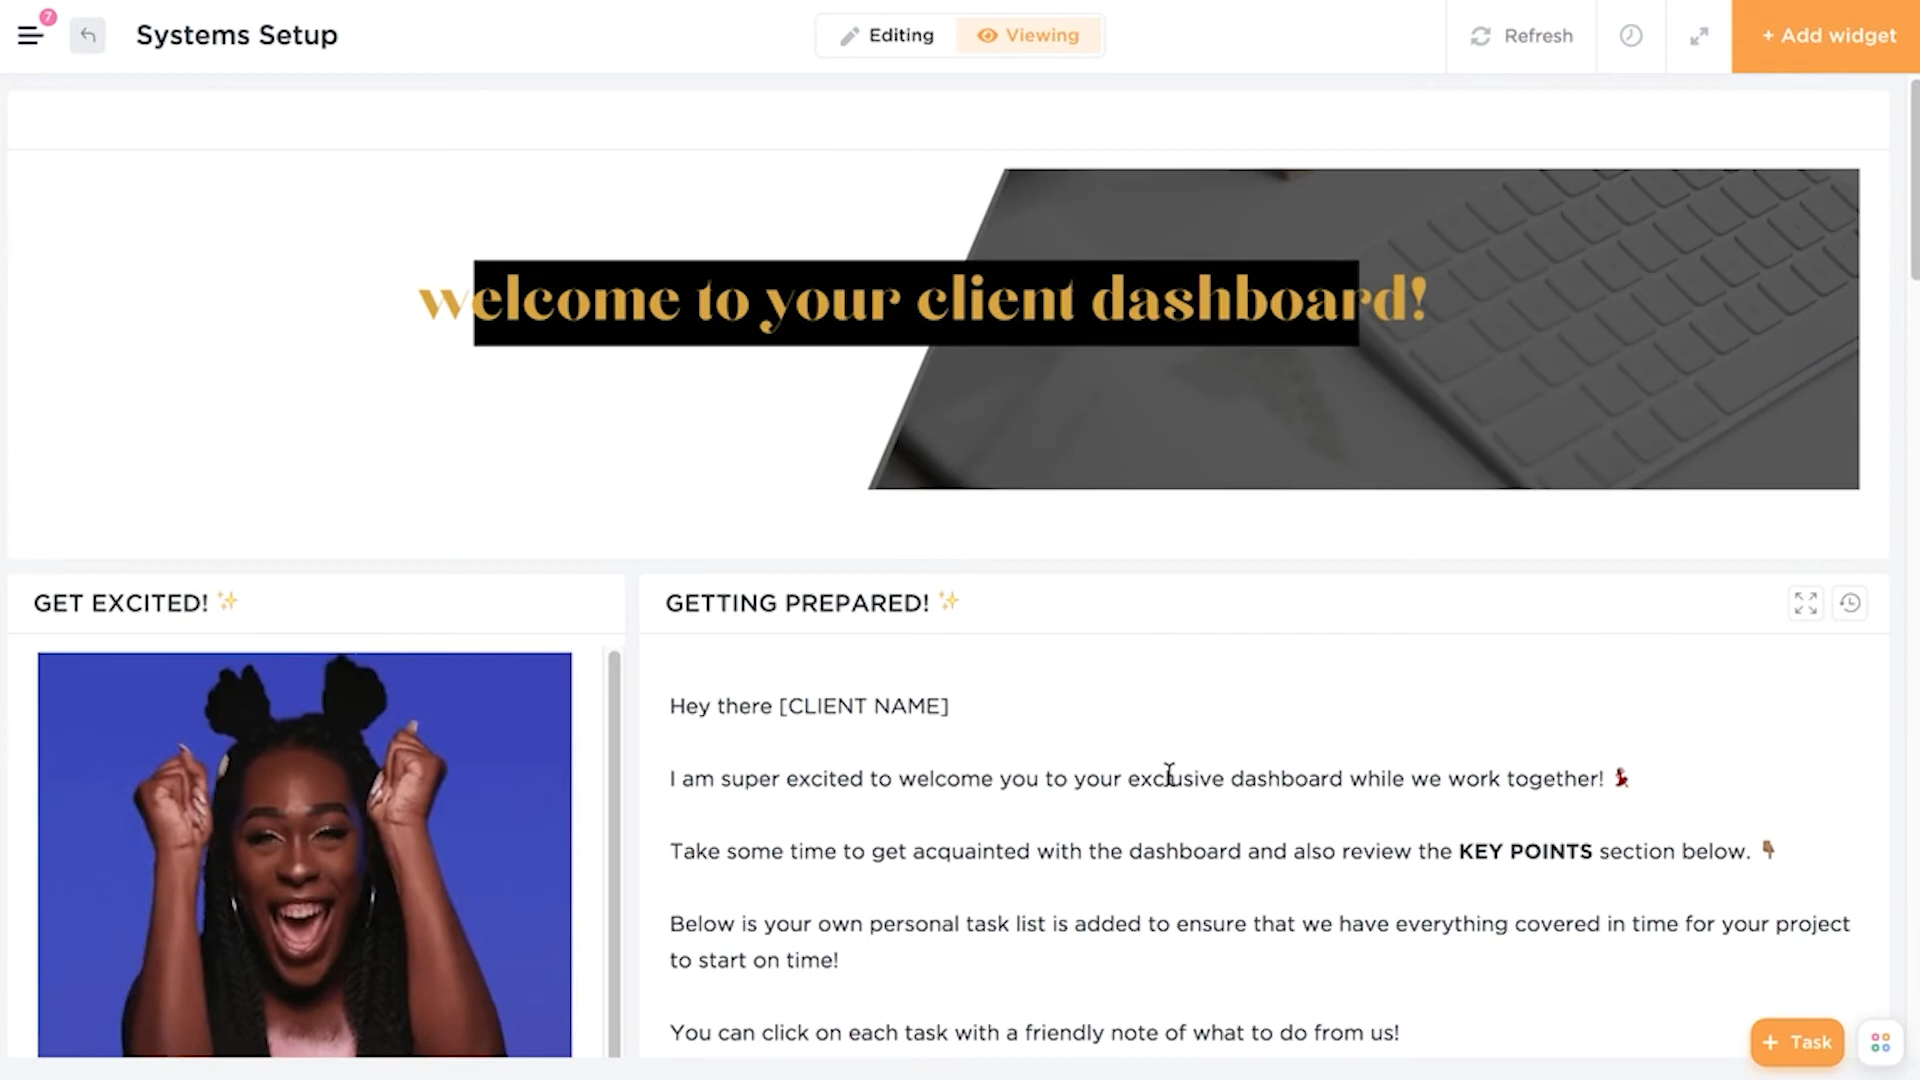 7
Systems Setup
Editing
Viewing
Refresh
+ Add widget
welcome to your client dashboard!
GET EXCITED! ✨
GETTING PREPARED! ✨
Hey there [CLIENT NAME]
I am super excited to welcome you to your exclusive dashboard while we work together! 💃🏿
Take some time to get acquainted with the dashboard and also review the KEY POINTS section below. 👇🏾
Below is your own personal task list is added to ensure that we have everything covered in time for your project
to start on time!
You can click on each task with a friendly note of what to do from us!
+ Task